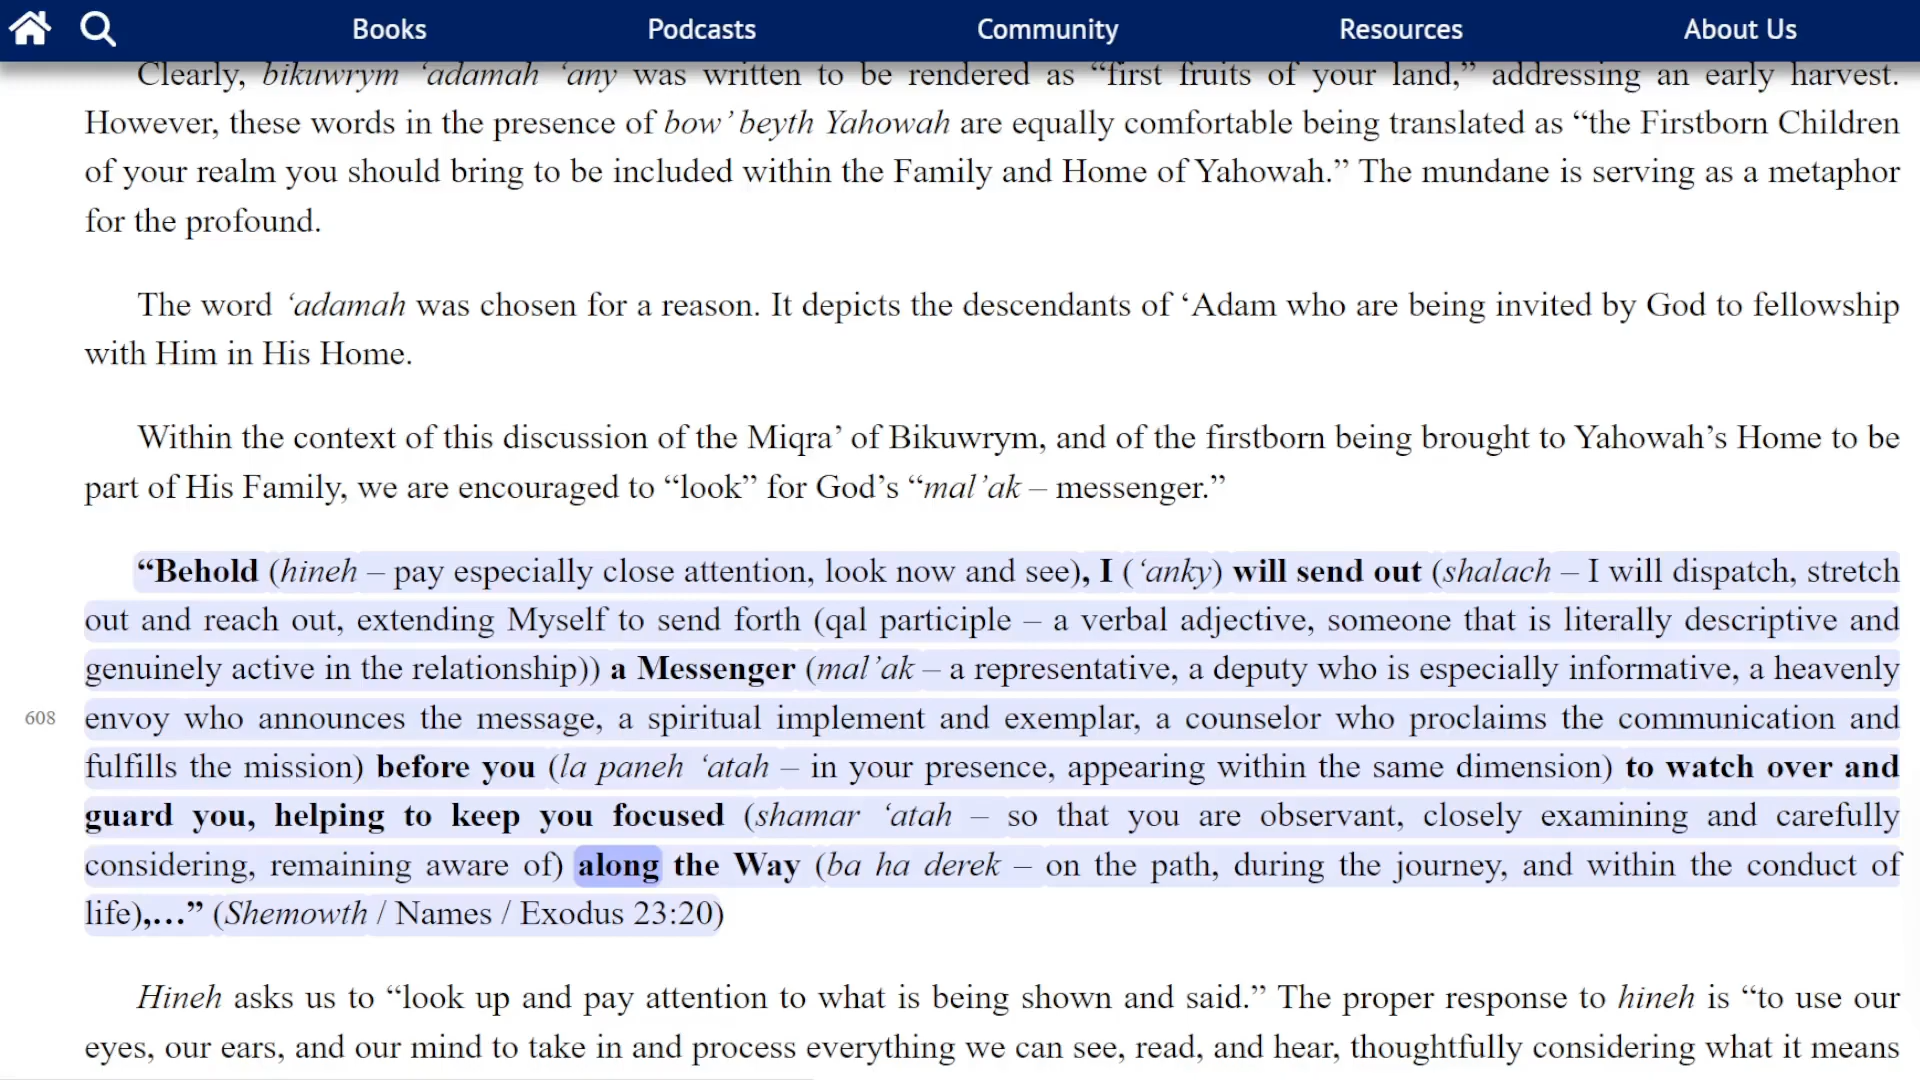 Books Podcasts Community Resources About Us
Clearly, bikuwrym ‘adamah ‘any was written to be rendered as “first fruits of your land,” addressing an early harvest.
However, these words in the presence of bow’ beyth Yahowah are equally comfortable being translated as “the Firstborn Children
of your realm you should bring to be included within the Family and Home of Yahowah.” The mundane is serving as a metaphor
for the profound.
The word ‘adamah was chosen for a reason. It depicts the descendants of ‘Adam who are being invited by God to fellowship
with Him in His Home.
Within the context of this discussion of the Miqra’ of Bikuwrym, and of the firstborn being brought to Yahowah’s Home to be
part of His Family, we are encouraged to “look” for God’s “mal’ak – messenger.”
“Behold (hineh – pay especially close attention, look now and see), I (‘anky) will send out (shalach – I will dispatch, stretch
out and reach out, extending Myself to send forth (qal participle – a verbal adjective, someone that is literally descriptive and
genuinely active in the relationship)) a Messenger (mal’ak – a representative, a deputy who is especially informative, a heavenly
608 envoy who announces the message, a spiritual implement and exemplar, a counselor who proclaims the communication and
fulfills the mission) before you (la paneh ‘atah – in your presence, appearing within the same dimension) to watch over and
guard you, helping to keep you focused (shamar ‘atah – so that you are observant, closely examining and carefully
considering, remaining aware of) along the Way (ba ha derek – on the path, during the journey, and within the conduct of
life),…” (Shemowth / Names / Exodus 23:20)
Hineh asks us to “look up and pay attention to what is being shown and said.” The proper response to hineh is “to use our
eyes, our ears, and our mind to take in and process everything we can see, read, and hear, thoughtfully considering what it means